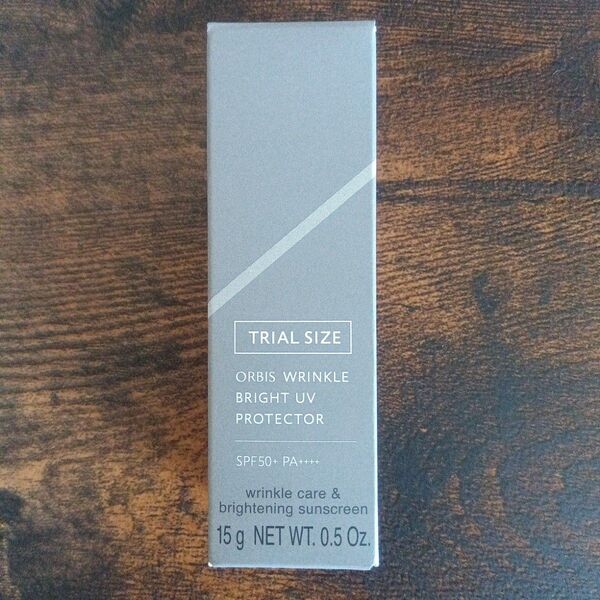 TRIAL SIZE
ORBIS WRINKLE
BRIGHT UV
PROTECTOR
SPF50+ PA++++
wrinkle care &
brightening sunscreen
15 g NET WT. 0.5 Oz.